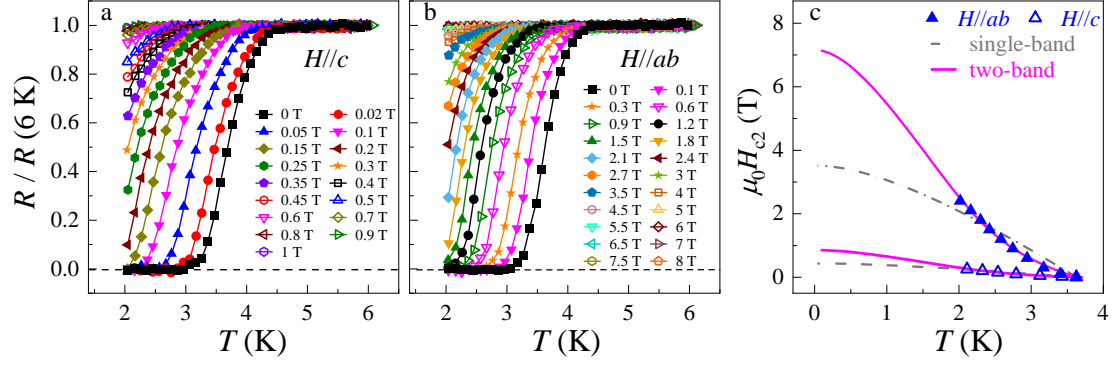 a
H//c
R / R (6 K)
1.0
0.8
0.6
0.4
0.2
0.0
0 T 0.02 T
0.05 T 0.1 T
0.15 T 0.2 T
0.25 T 0.3 T
0.35 T 0.4 T
0.45 T 0.5 T
0.6 T 0.7 T
0.8 T 0.9 T
1 T
2 3 4 5 6
T (K)
b
H//ab
0 T 0.1 T
0.3 T 0.6 T
0.9 T 1.2 T
1.5 T 1.8 T
2.1 T 2.4 T
2.7 T 3 T
3.5 T 4 T
4.5 T 5 T
5.5 T 6 T
6.5 T 7 T
7.5 T 8 T
2 3 4 5 6
T (K)
c
H//ab H//c
single-band
two-band
μ0Hc2 (T)
8
6
4
2
0
0 1 2 3 4
T (K)